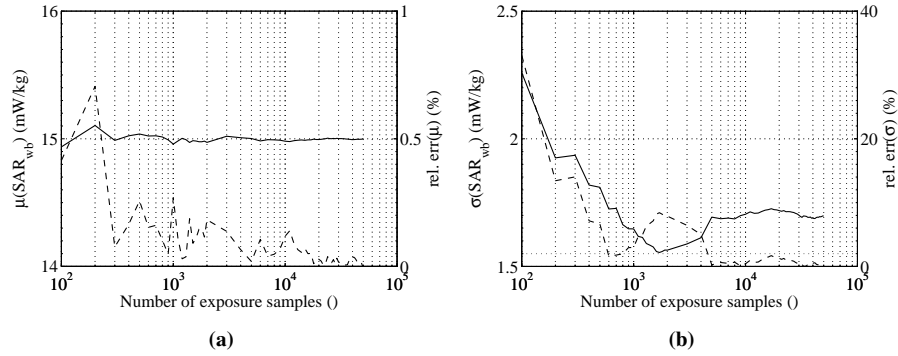 16
15
14
μ(SAR_wb) (mW/kg)
1
0.5
0
rel. err(μ) (%)
10^2 10^3 10^4 10^5
Number of exposure samples ()
(a)
2.5
2
1.5
σ(SAR_wb) (mW/kg)
40
20
0
rel. err(σ) (%)
10^2 10^3 10^4 10^5
Number of exposure samples ()
(b)